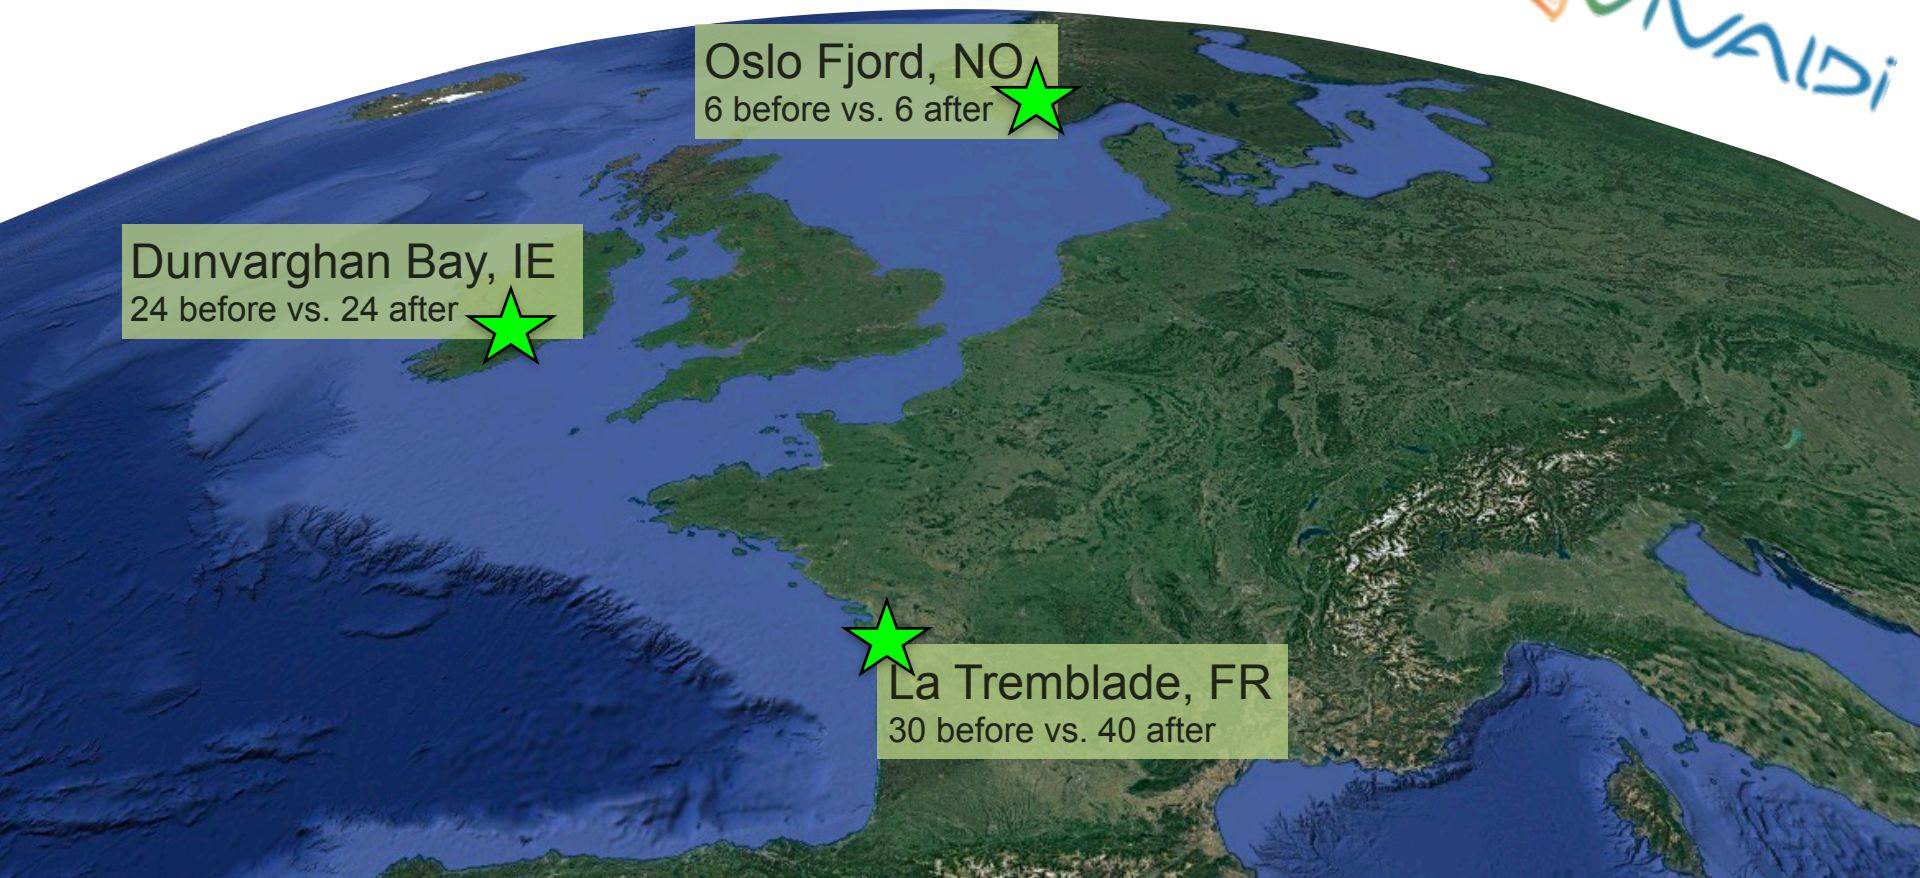 Oslo Fjord, NO
6 before vs. 6 after
Dunvarghan Bay, IE
24 before vs. 24 after
La Tremblade, FR
30 before vs. 40 after